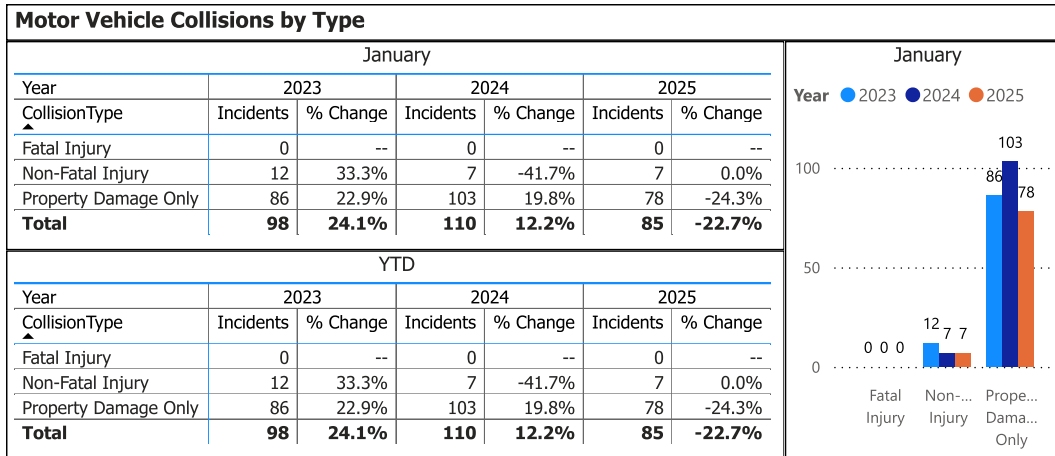 Motor Vehicle Collisions by Type
January
Year 2023 2024 2025
CollisionType Incidents % Change Incidents % Change Incidents % Change
Fatal Injury 0 -- 0 -- 0 --
Non-Fatal Injury 12 33.3% 7 -41.7% 7 0.0%
Property Damage Only 86 22.9% 103 19.8% 78 -24.3%
Total 98 24.1% 110 12.2% 85 -22.7%
YTD
Year 2023 2024 2025
CollisionType Incidents % Change Incidents % Change Incidents % Change
Fatal Injury 0 -- 0 -- 0 --
Non-Fatal Injury 12 33.3% 7 -41.7% 7 0.0%
Property Damage Only 86 22.9% 103 19.8% 78 -24.3%
Total 98 24.1% 110 12.2% 85 -22.7%
January
Year 2023 2024 2025
103
100 86 78
50
12 7 7
0 0 0
0
Fatal Non-... Prope...
Injury Injury Dama...
Only